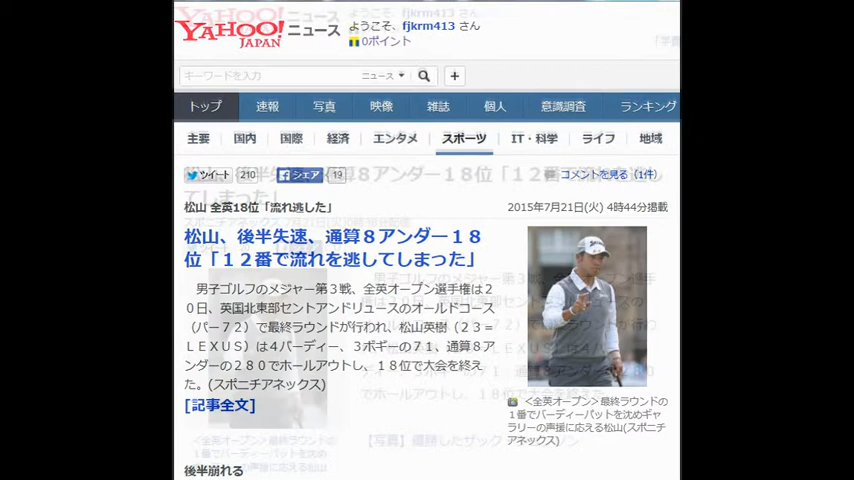 YAHOO! ニュース
JAPAN
ようこそ、fjkrm413 さん
0ポイント
キーワードを入力 ニュース
トップ 速報 写真 映像 雑誌 個人 意識調査 ランキング
主要 国内 国際 経済 エンタメ スポーツ IT・科学 ライフ 地域
ツイート 210 シェア 19 コメントを見る（1件）
松山 全英18位「流れ逃した」 2015年7月21日(火) 4時44分掲載
松山、後半失速、通算８アンダー１８
位「１２番で流れを逃してしまった」
男子ゴルフのメジャー第３戦、全英オープン選手権は２
０日、英国北東部セントアンドリュースのオールドコース
（パー７２）で最終ラウンドが行われ、松山英樹（２３＝
ＬＥＸＵＳ）は４バーディー、３ボギーの７１、通算８ア
ンダーの２８０でホールアウトし、１８位で大会を終え
た。(スポニチアネックス)
[記事全文]
＜全英オープン＞最終ラウンドの
１番でバーディーパットを沈めギャ
ラリーの声援に応える松山(スポニチ
アネックス)
後半崩れる